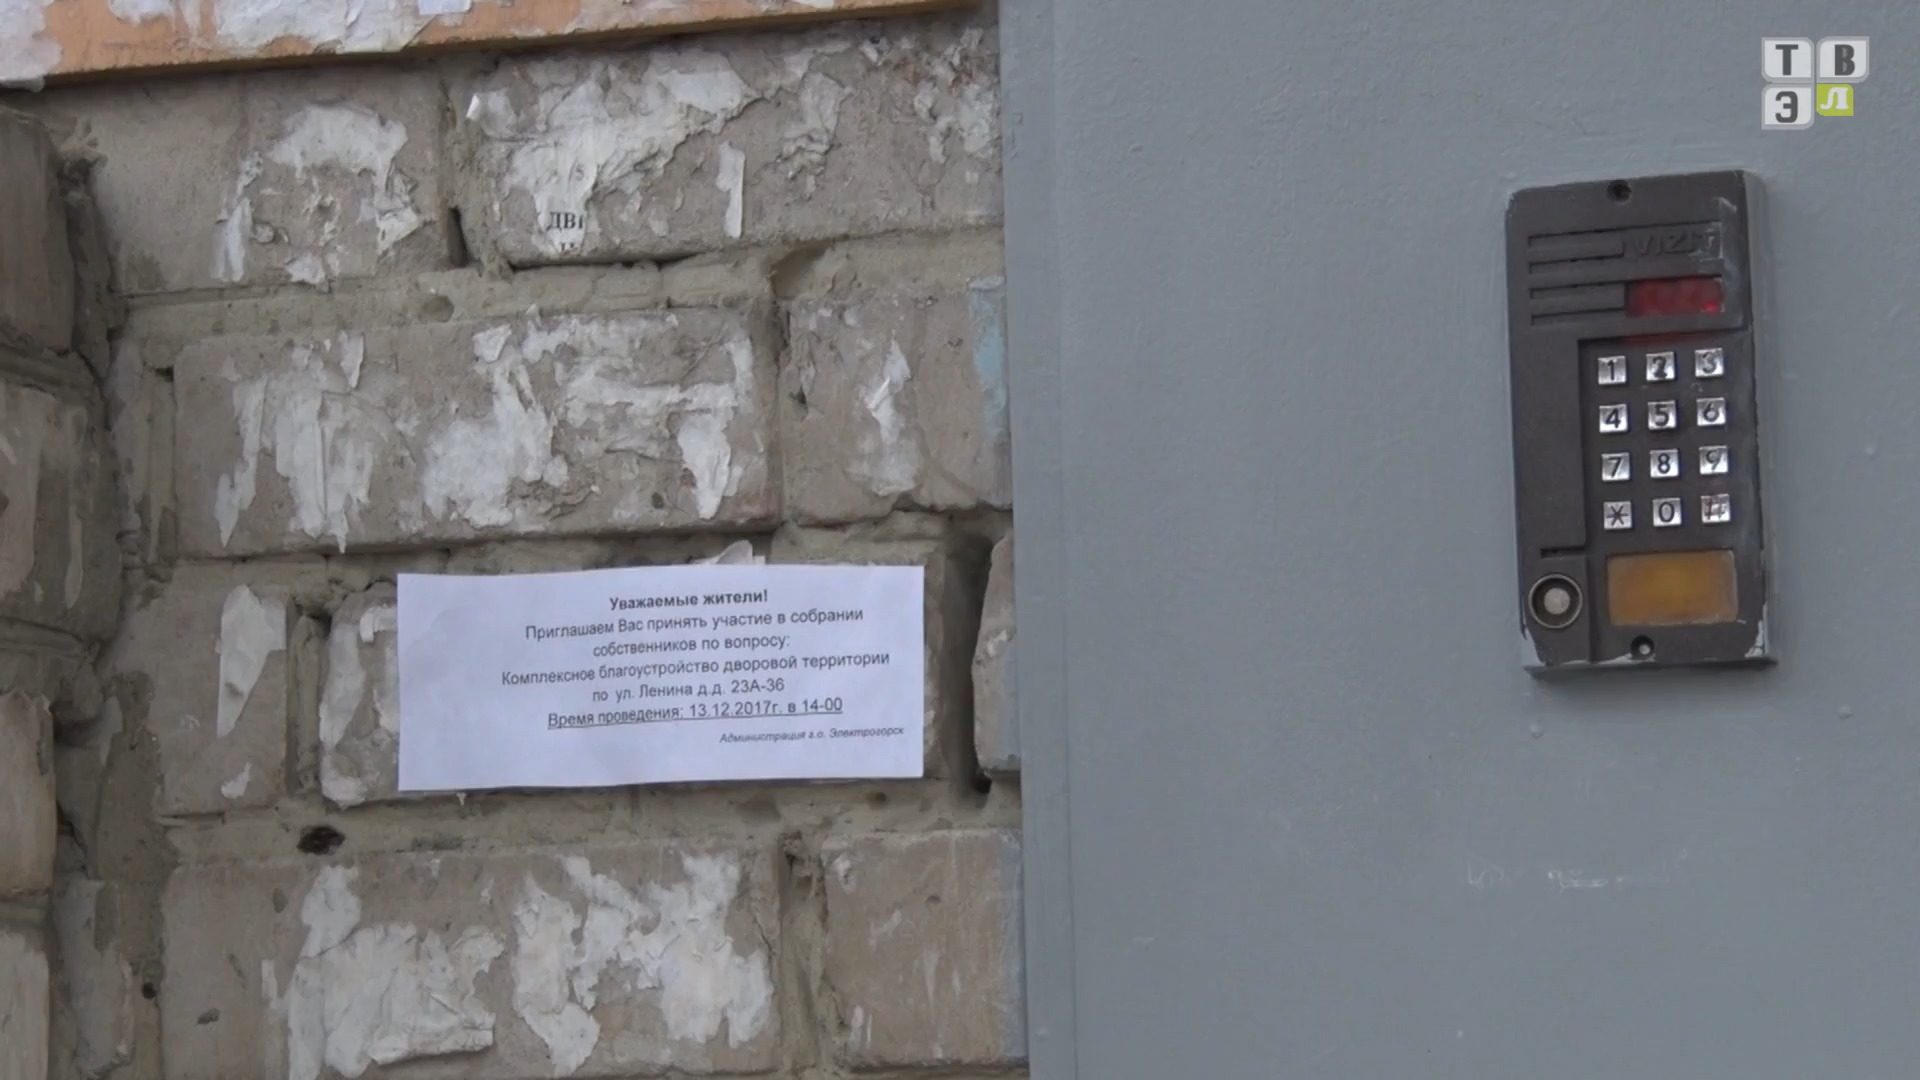 Т В
Э Л
ДВ
VIZIT
1 2 3
4 5 6
7 8 9
* 0 #
Уважаемые жители!
Приглашаем Вас принять участие в собрании
собственников по вопросу:
Комплексное благоустройство дворовой территории
по ул. Ленина д.д. 23А-36
Время проведения: 13.12.2017г. в 14-00
Администрация г.о. Электрогорск